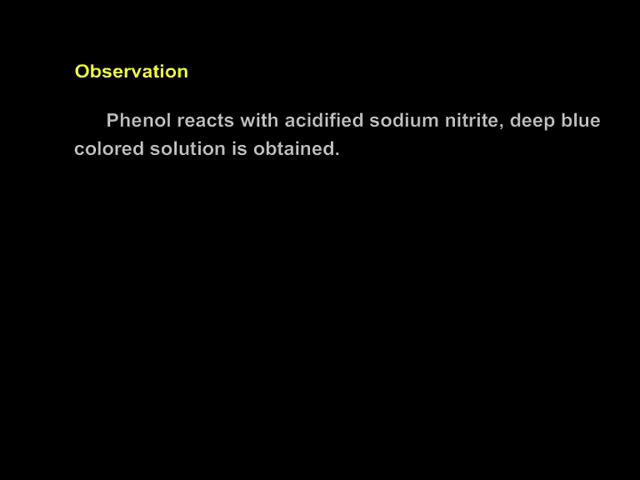 Observation
Phenol reacts with acidified sodium nitrite, deep blue
colored solution is obtained.